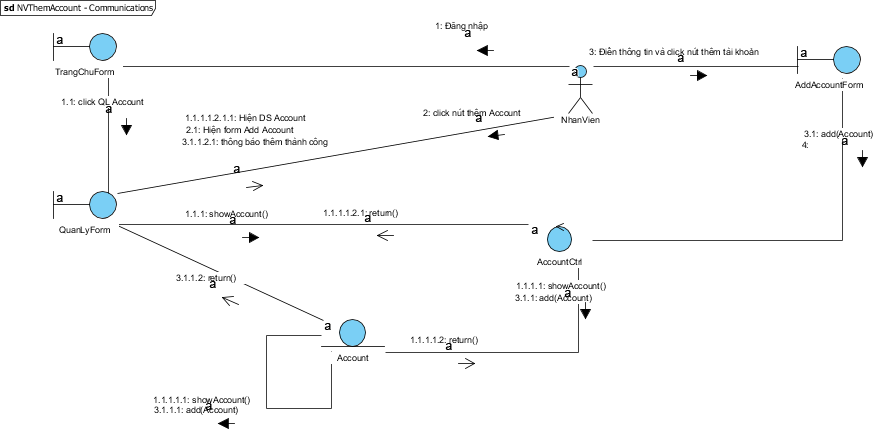 sd NVThemAccount - Communications
1: Đăng nhập
a
a
3: Điền thông tin và click nút thêm tài khoản
a
a
a
TrangChuForm
AddAccountForm
1.1: click QL Account
a
1.1.1.1.2.1.1: Hiện DS Account
2: click nút thêm Account
a
NhanVien
2.1: Hiện form Add Account
3.1.1.2.1: thông báo thêm thành công
3.1: add(Account)
a
4:
a
a
QuanLyForm
1.1.1: showAccount()
a
1.1.1.1.2.1: return()
a
a
AccountCtrl
3.1.1.2: return()
a
1.1.1.1: showAccount()
a
3.1.1: add(Account)
a
Account
1.1.1.1.2: return()
a
1.1.1.1.1: showAccount()
a
3.1.1.1: add(Account)